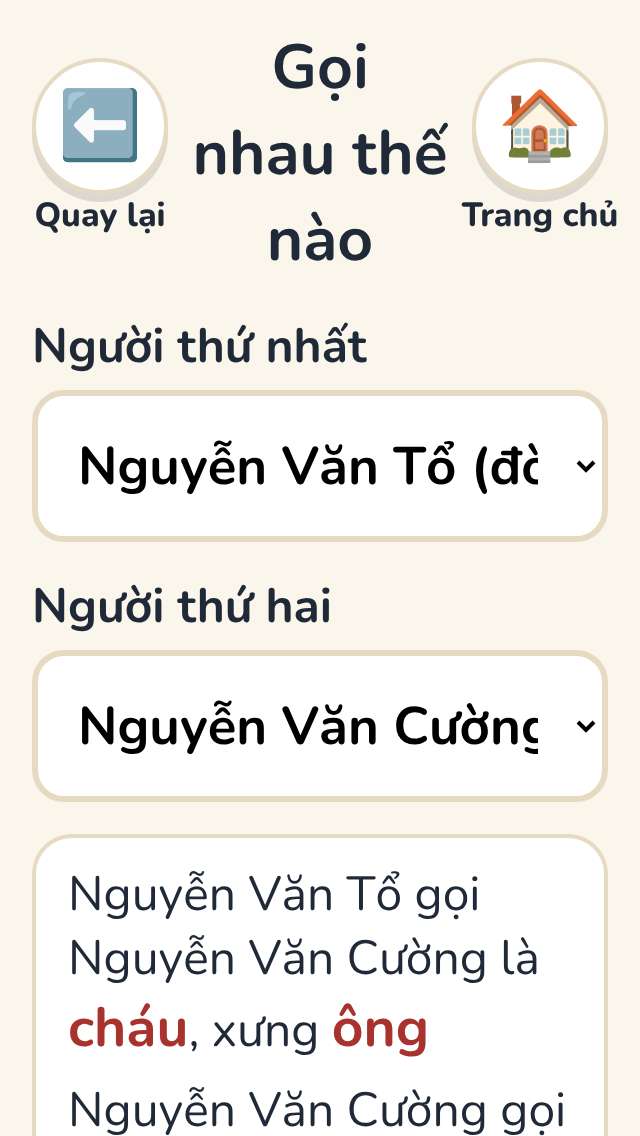 Gọi
nhau thế
nào
Quay lại
Trang chủ
Người thứ nhất
Nguyễn Văn Tổ
Người thứ hai
Nguyễn Văn Cường
Nguyễn Văn Tổ gọi
Nguyễn Văn Cường là
cháu, xưng ông
Nguyễn Văn Cường gọi